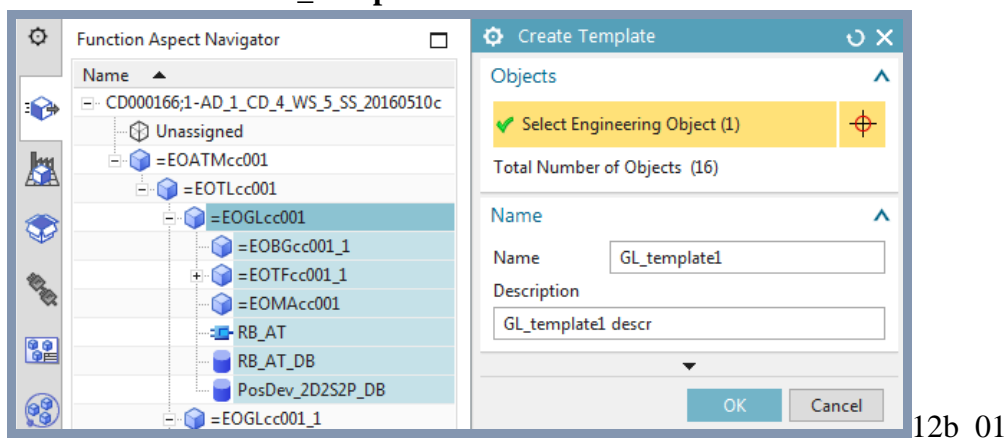 Function Aspect Navigator
Name
CD000166;1-AD_1_CD_4_WS_5_SS_20160510c
Unassigned
=EOATMcc001
=EOTLcc001
=EOGLcc001
=EOBGcc001_1
=EOTFcc001_1
=EOMAcc001
RB_AT
RB_AT_DB
PosDev_2D2S2P_DB
=EOGLcc001_1
Create Template
Objects
Select Engineering Object (1)
Total Number of Objects (16)
Name
Name GL_template1
Description
GL_template1 descr
OK Cancel
12b_01